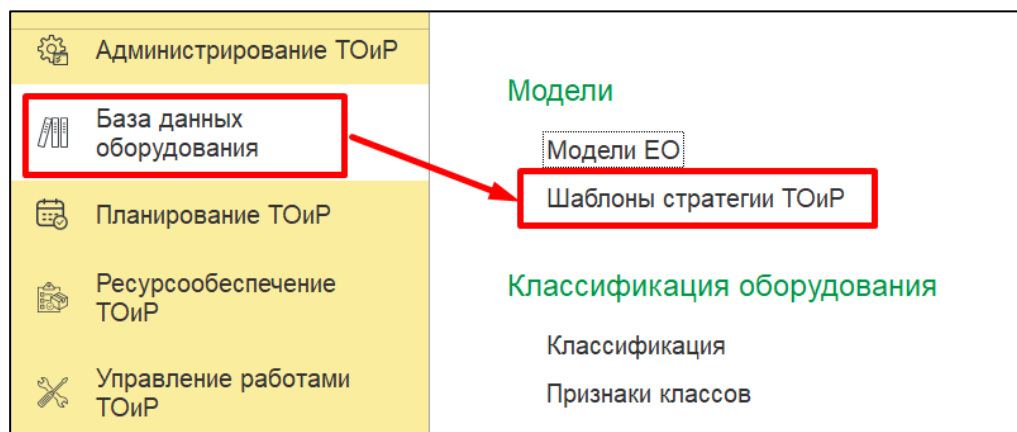 Администрирование ТОиР
База данных
оборудования
Планирование ТОиР
Ресурсообеспечение
ТОиР
Управление работами
ТОиР
Модели
Модели ЕО
Шаблоны стратегии ТОиР
Классификация оборудования
Классификация
Признаки классов